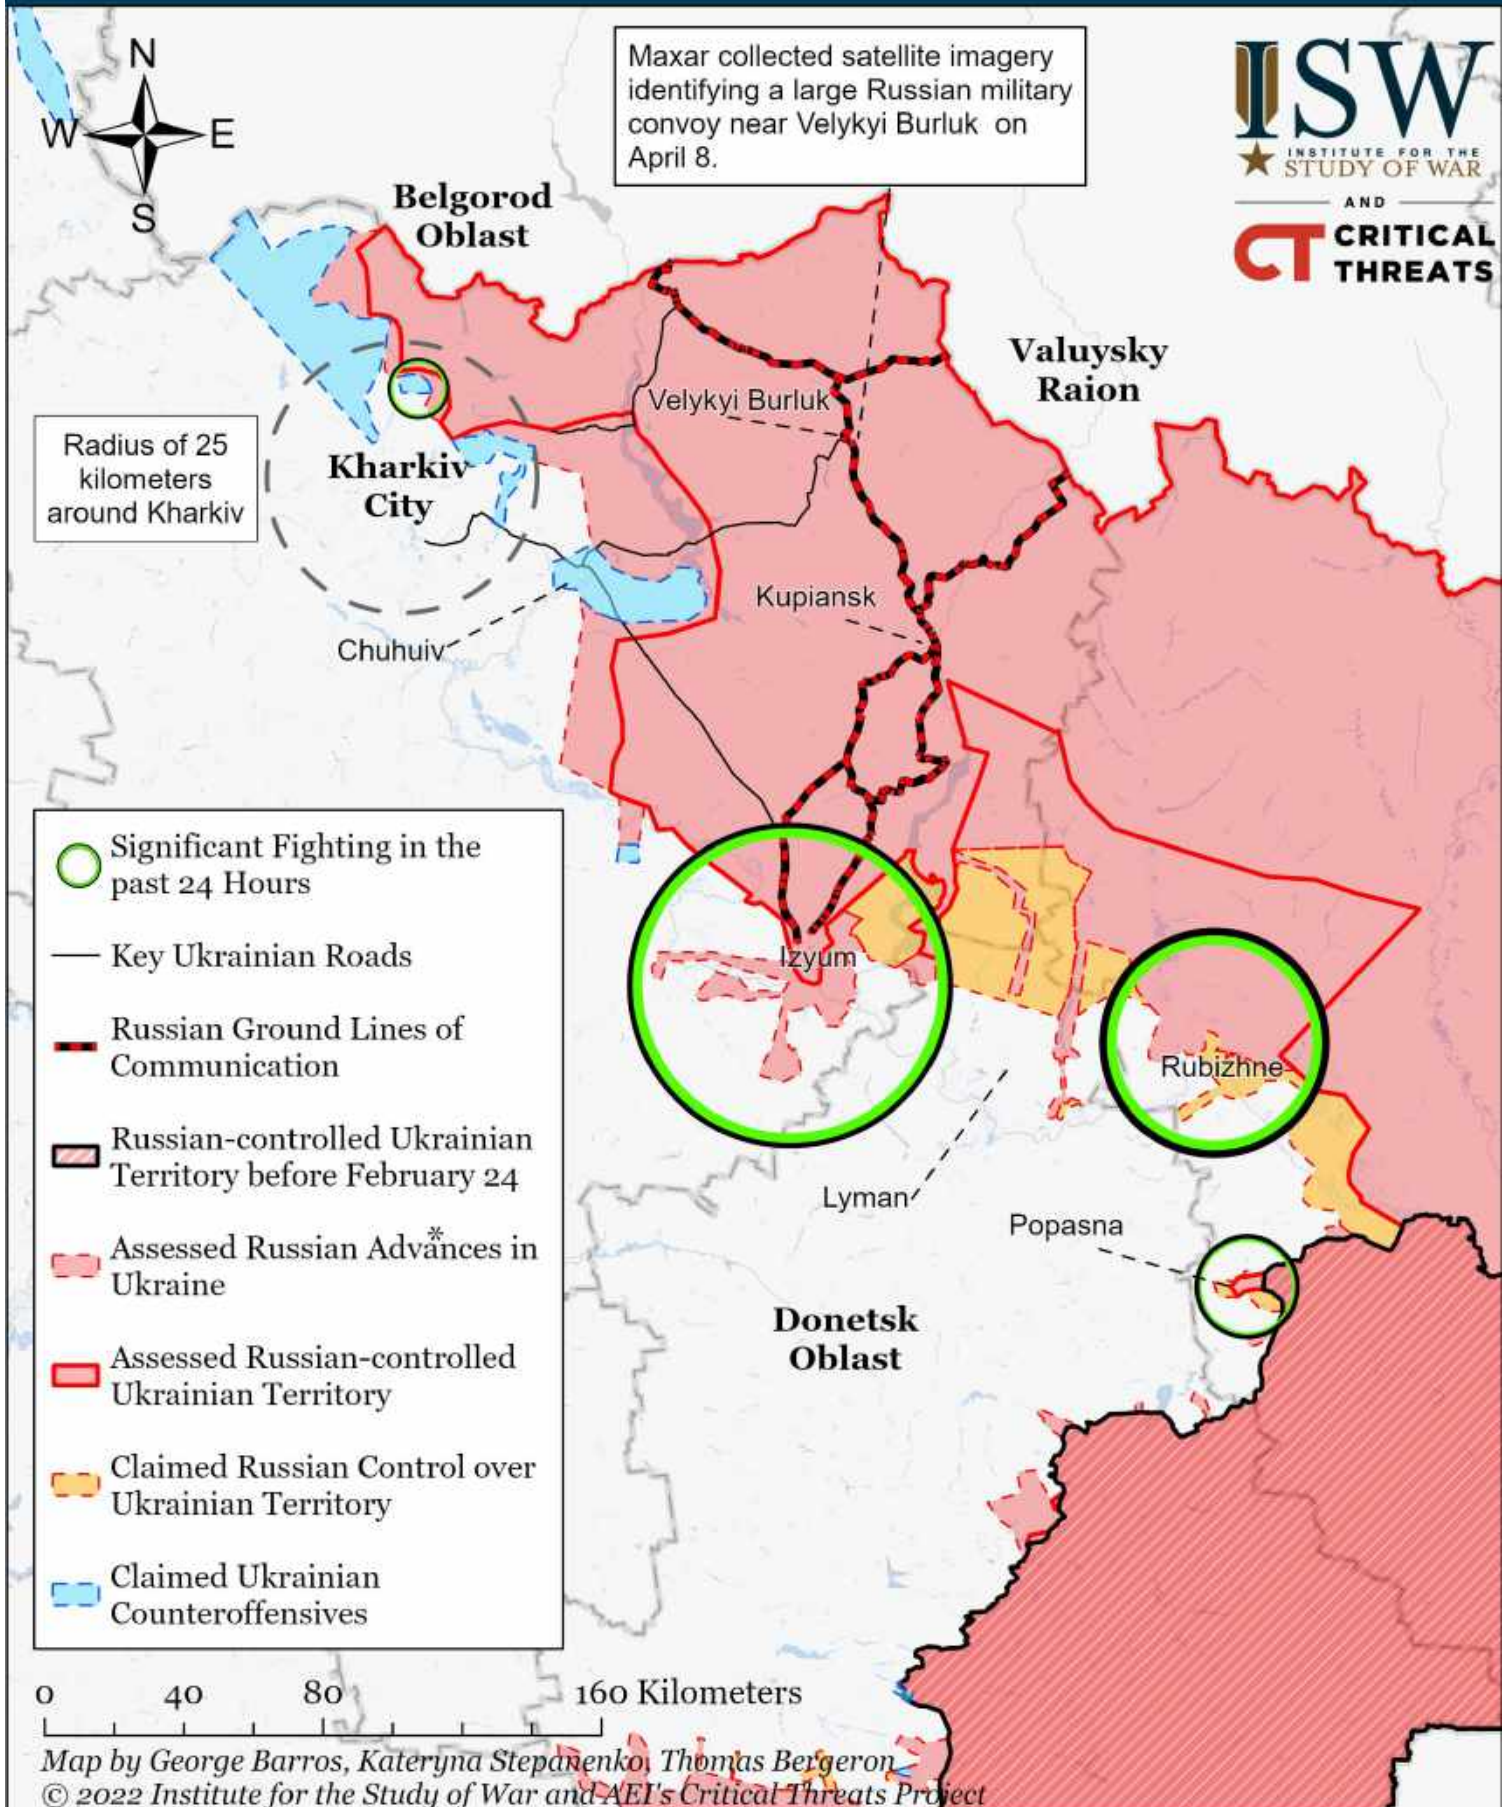 N
W
E
S
Maxar collected satellite imagery
identifying a large Russian military
convoy near Velykyi Burluk on
April 8.
ISW
INSTITUTE FOR THE
STUDY OF WAR
AND
CT CRITICAL
THREATS
Belgorod
Oblast
Valuysky
Raion
Velykyi Burluk
Radius of 25
kilometers
around Kharkiv
Kharkiv
City
Kupiansk
Chuhuiv
Izyum
Rubizhne
Lyman
Popasna
Donetsk
Oblast
Significant Fighting in the
past 24 Hours
Key Ukrainian Roads
Russian Ground Lines of
Communication
Russian-controlled Ukrainian
Territory before February 24
Assessed Russian Advances* in
Ukraine
Assessed Russian-controlled
Ukrainian Territory
Claimed Russian Control over
Ukrainian Territory
Claimed Ukrainian
Counteroffensives
0 40 80 160 Kilometers
Map by George Barros, Kateryna Stepanenko, Thomas Bergeron
© 2022 Institute for the Study of War and AEI's Critical Threats Project